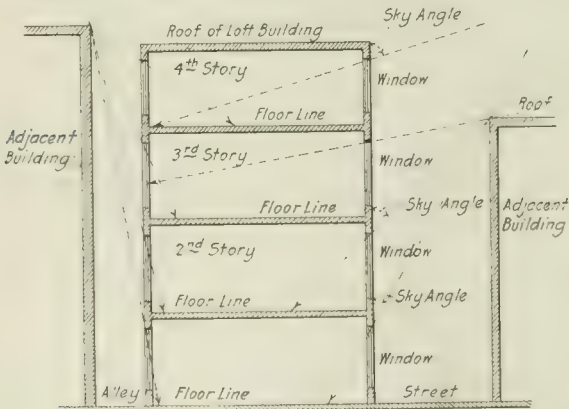 Sky Angle
Roof of Loft Building
4th Story
Window
Floor Line
Roof
Adjacent
Building
3rd Story
Window
Floor Line
Sky Angle
Adjacent
Building
2nd Story
Window
Floor Line
Sky Angle
Window
Alley
Floor Line
Street